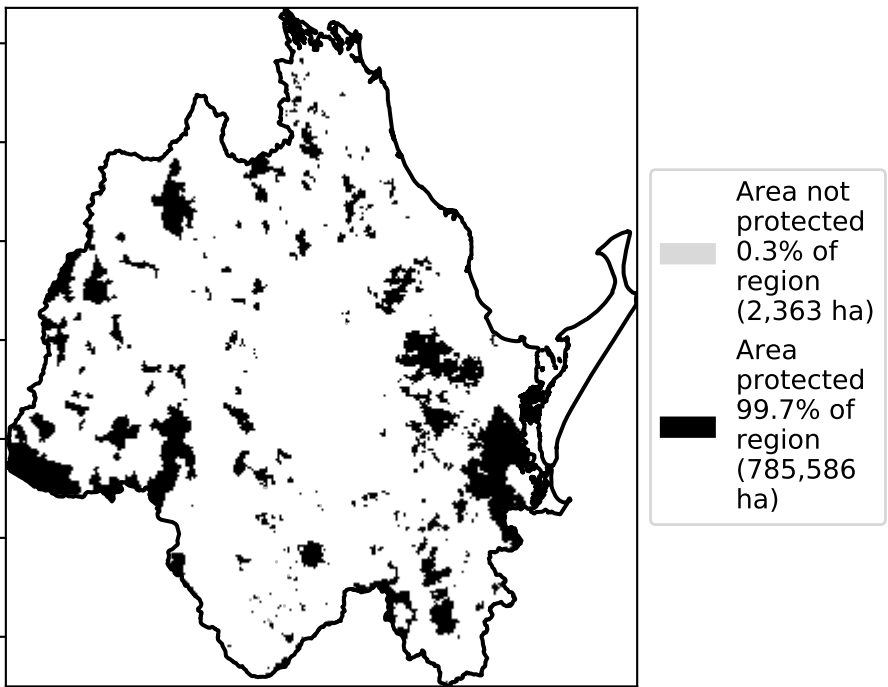 Area not
protected
0.3% of
region
(2,363 ha)
Area
protected
99.7% of
region
(785,586
ha)